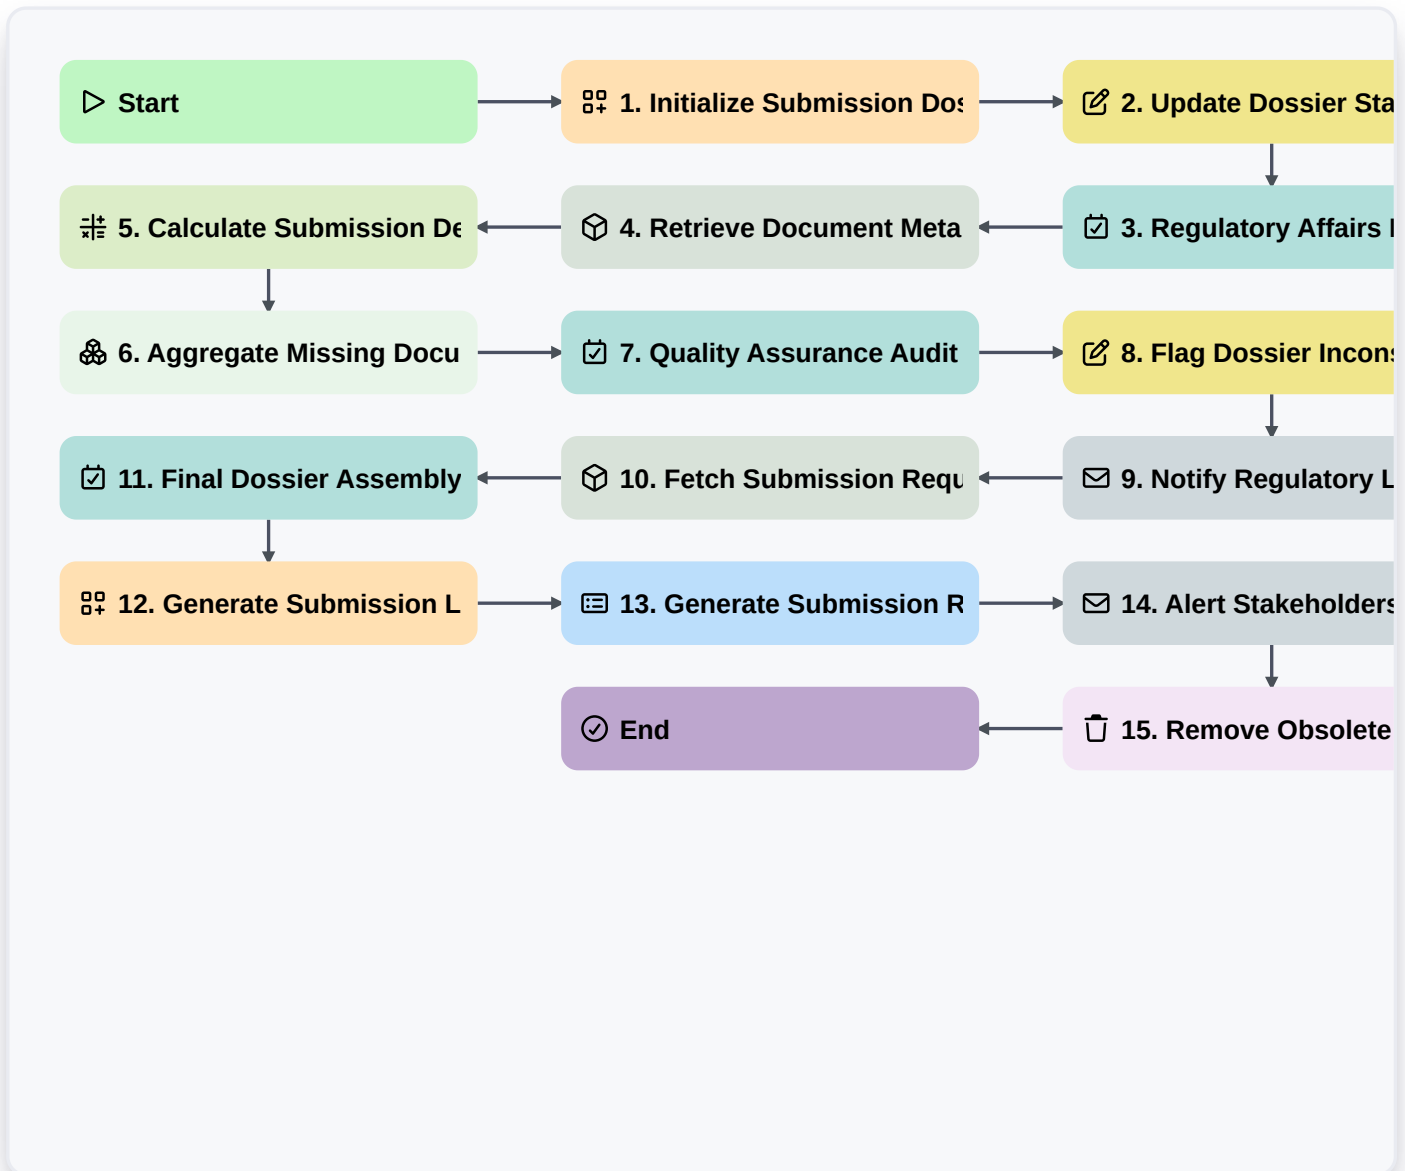 Start
1. Initialize Submission Dos
2. Update Dossier Sta
5. Calculate Submission De
4. Retrieve Document Meta
3. Regulatory Affairs
6. Aggregate Missing Docu
7. Quality Assurance Audit
8. Flag Dossier Incons
11. Final Dossier Assembly
10. Fetch Submission Requ
9. Notify Regulatory L
12. Generate Submission L
13. Generate Submission R
14. Alert Stakeholders
End
15. Remove Obsolete